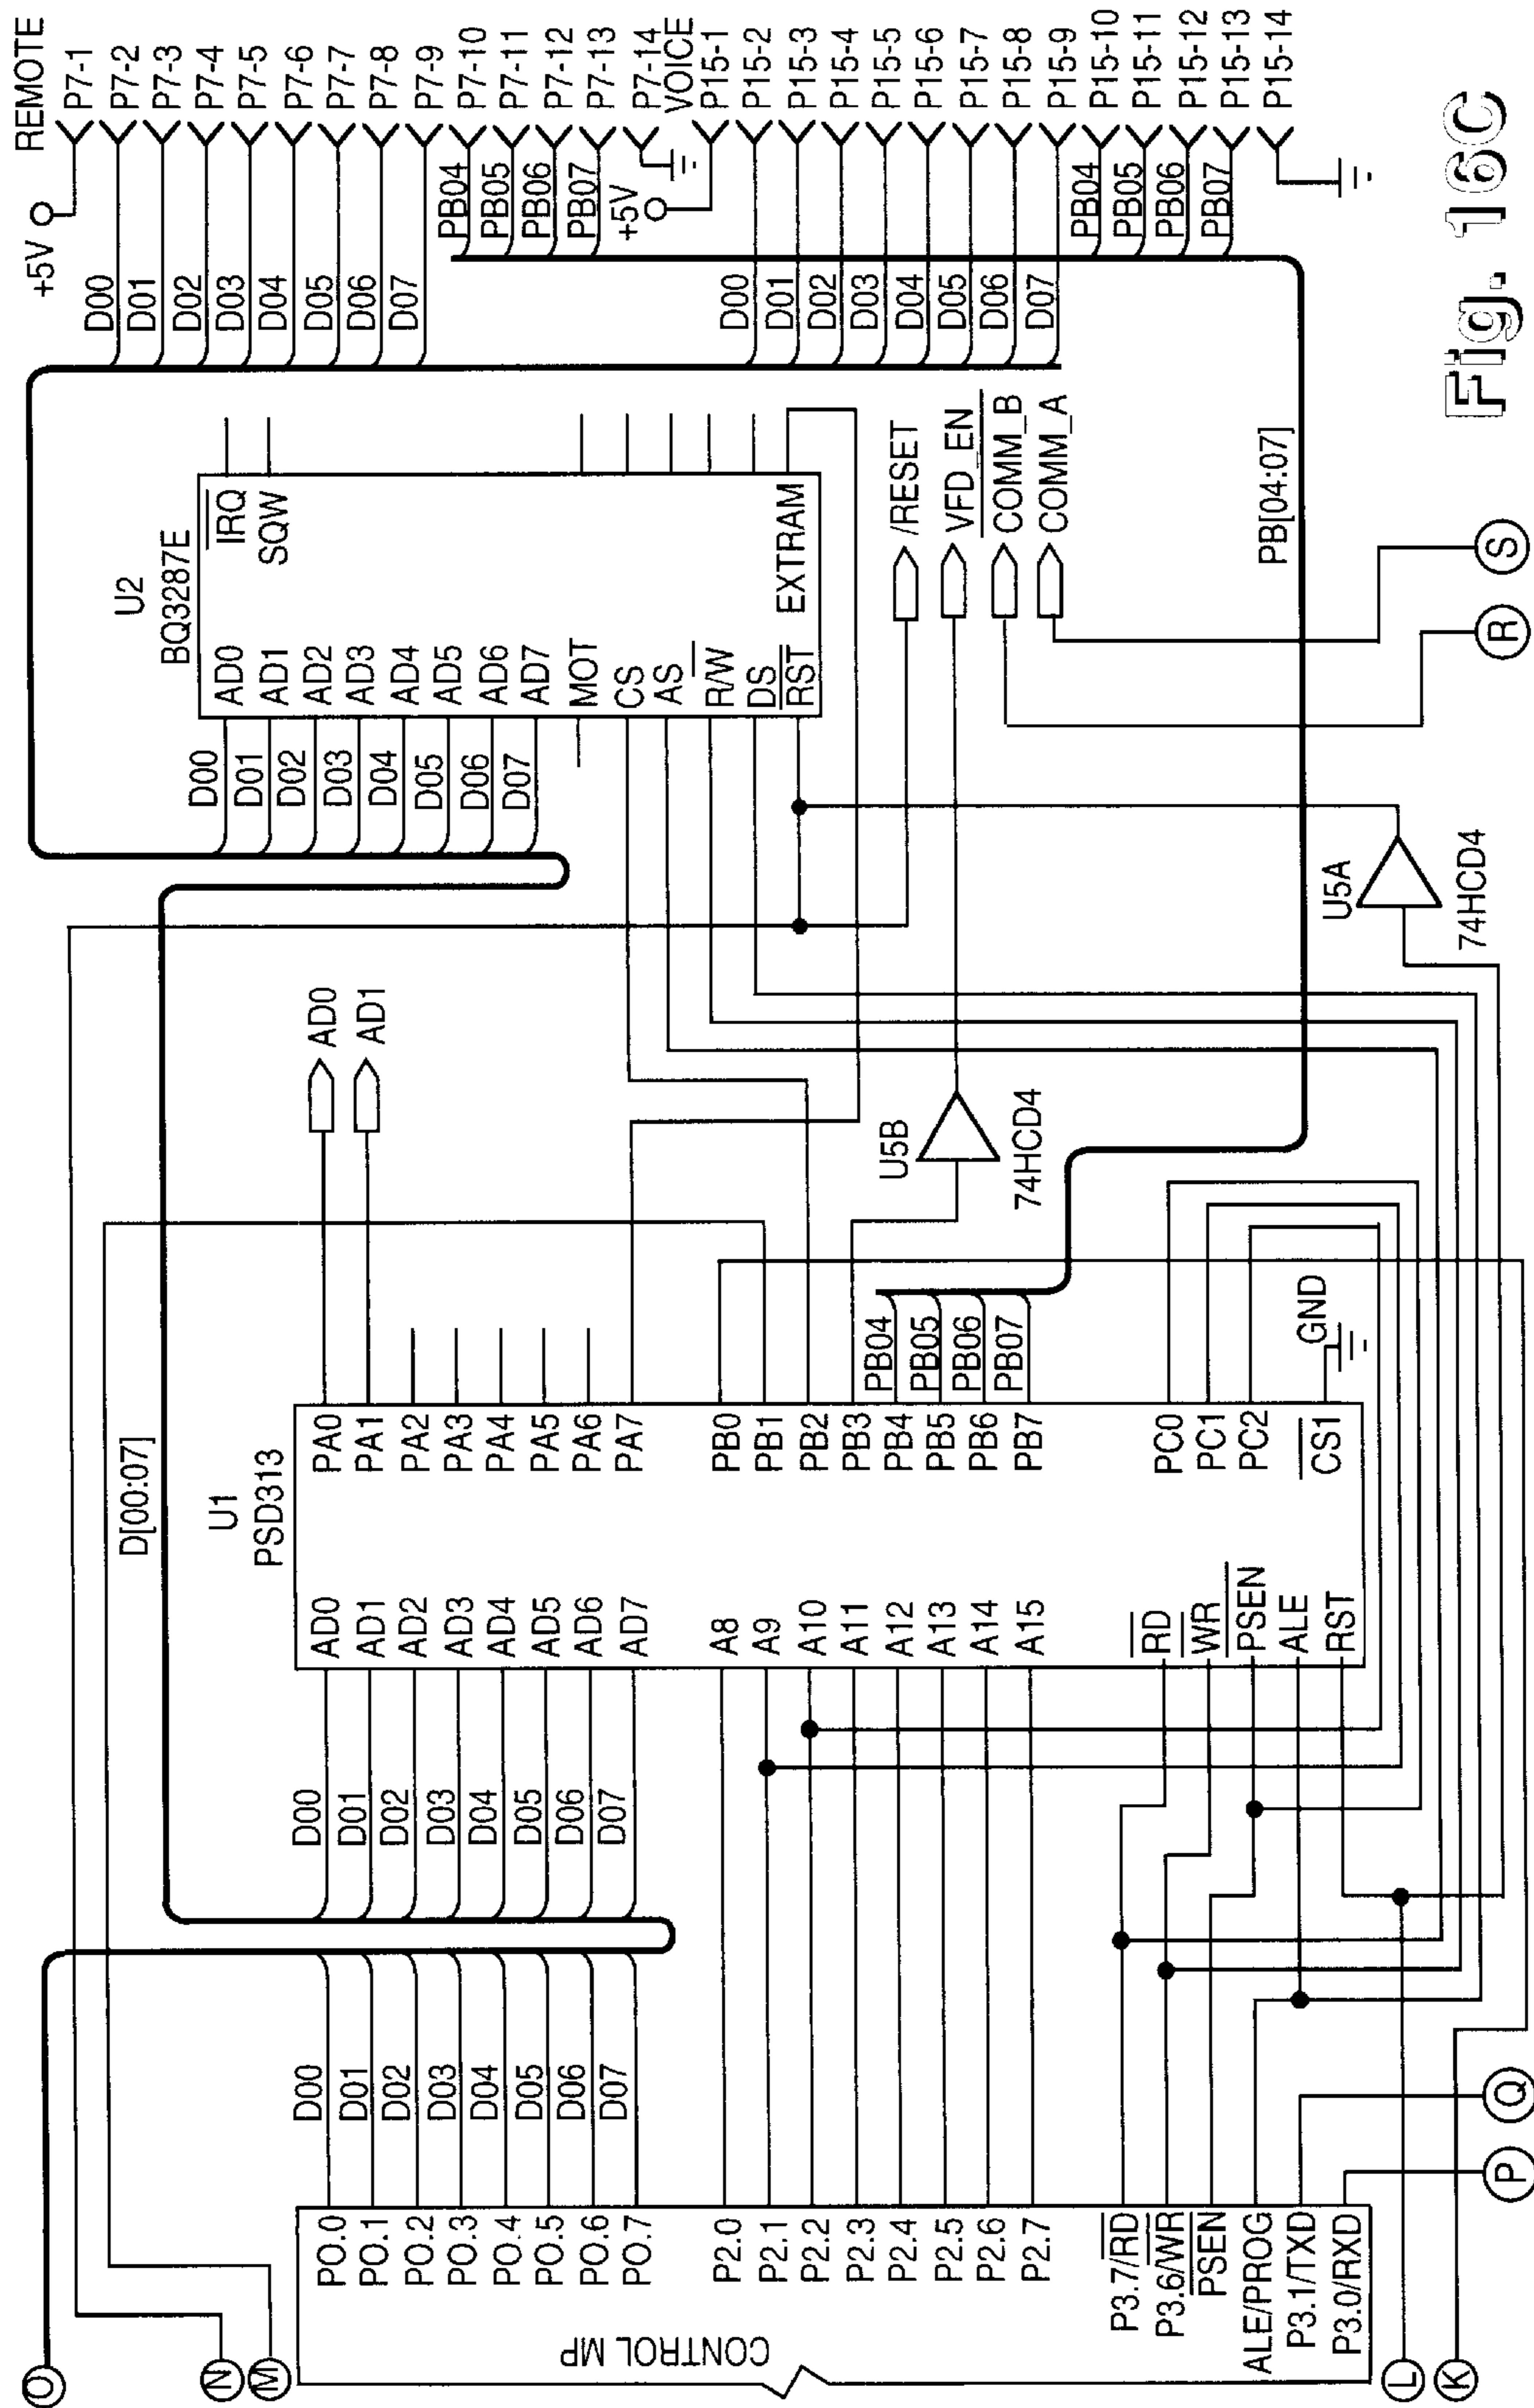 REMOTE
+5V
P7-1
P7-2
P7-3
P7-4
P7-5
P7-6
P7-7
P7-8
P7-9
P7-10
P7-11
P7-12
P7-13
P7-14
D00
D01
D02
D03
D04
D05
D06
D07
PB04
PB05
PB06
PB07
VOICE
+5V
P15-1
P15-2
P15-3
P15-4
P15-5
P15-6
P15-7
P15-8
P15-9
P15-10
P15-11
P15-12
P15-13
P15-14
D00
D01
D02
D03
D04
D05
D06
D07
PB04
PB05
PB06
PB07
U2
BQ3287E
AD0
AD1
AD2
AD3
AD4
AD5
AD6
AD7
MOT
CS
AS
R/W
DS
RST
IRQ
SQW
EXTRAM
D00
D01
D02
D03
D04
D05
D06
D07
/RESET
VFD_EN
COMM_B
COMM_A
PB[04:07]
R
S
U5A
74HCD4
U5B
74HCD4
AD0
AD1
D[00:07]
U1
PSD313
AD0
AD1
AD2
AD3
AD4
AD5
AD6
AD7
A8
A9
A10
A11
A12
A13
A14
A15
RD
WR
PSEN
ALE
RST
PA0
PA1
PA2
PA3
PA4
PA5
PA6
PA7
PB0
PB1
PB2
PB3
PB4
PB5
PB6
PB7
PC0
PC1
PC2
CS1
GND
PB04
PB05
PB06
PB07
D00
D01
D02
D03
D04
D05
D06
D07
D00
D01
D02
D03
D04
D05
D06
D07
CONTROL MP
PO.0
PO.1
PO.2
PO.3
PO.4
PO.5
PO.6
PO.7
P2.0
P2.1
P2.2
P2.3
P2.4
P2.5
P2.6
P2.7
P3.7/RD
P3.6/WR
PSEN
ALE/PROG
P3.1/TXD
P3.0/RXD
O
N
M
L
K
P
Q
Fig. 16C